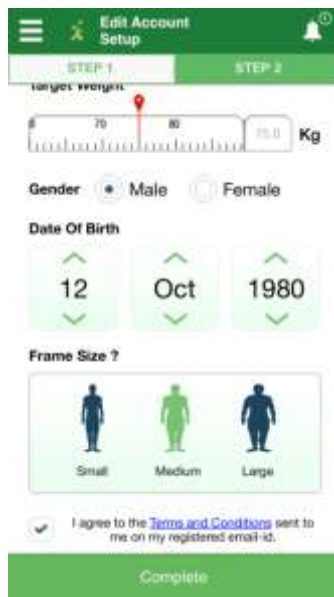 Edit Account
Setup
STEP 1
STEP 2
Target Weight
70
80
75.0
Kg
Gender
Male
Female
Date Of Birth
12
Oct
1980
Frame Size ?
Small
Medium
Large
I agree to the Terms and Conditions sent to
me on my registered email-id.
Complete